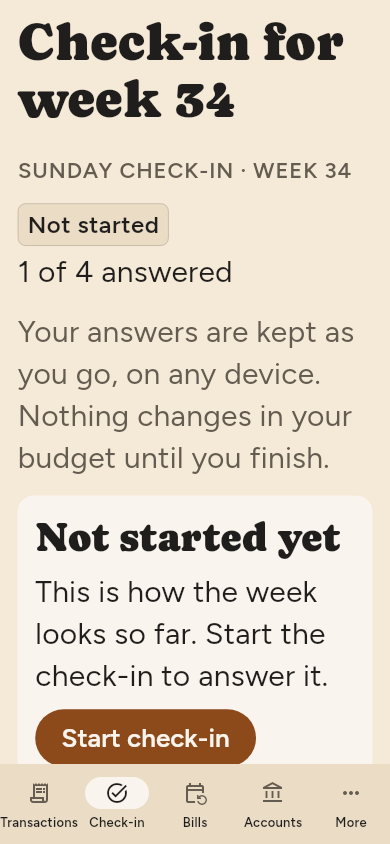 Check-in for
week 34
SUNDAY CHECK-IN · WEEK 34
Not started
1 of 4 answered
Your answers are kept as
you go, on any device.
Nothing changes in your
budget until you finish.
Not started yet
This is how the week
looks so far. Start the
check-in to answer it.
Start check-in
Transactions Check-in Bills Accounts More